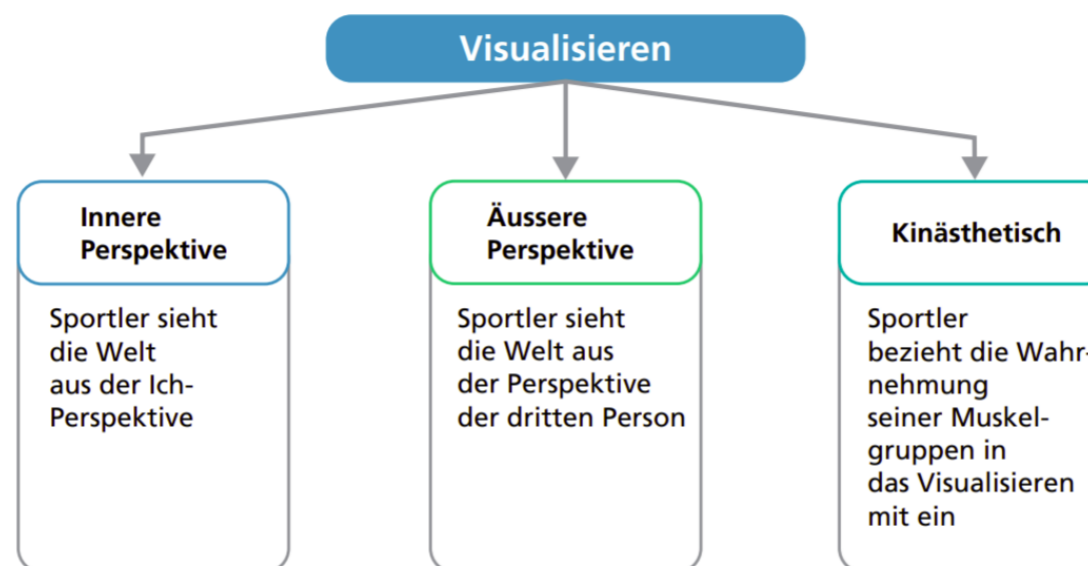 Visualisieren
Innere
Perspektive
Sportler sieht
die Welt
aus der Ich-
Perspektive
Äussere
Perspektive
Sportler sieht
die Welt aus
der Perspektive
der dritten Person
Kinästhetisch
Sportler
bezieht die Wahr-
nehmung
seiner Muskel-
gruppen in
das Visualisieren
mit ein